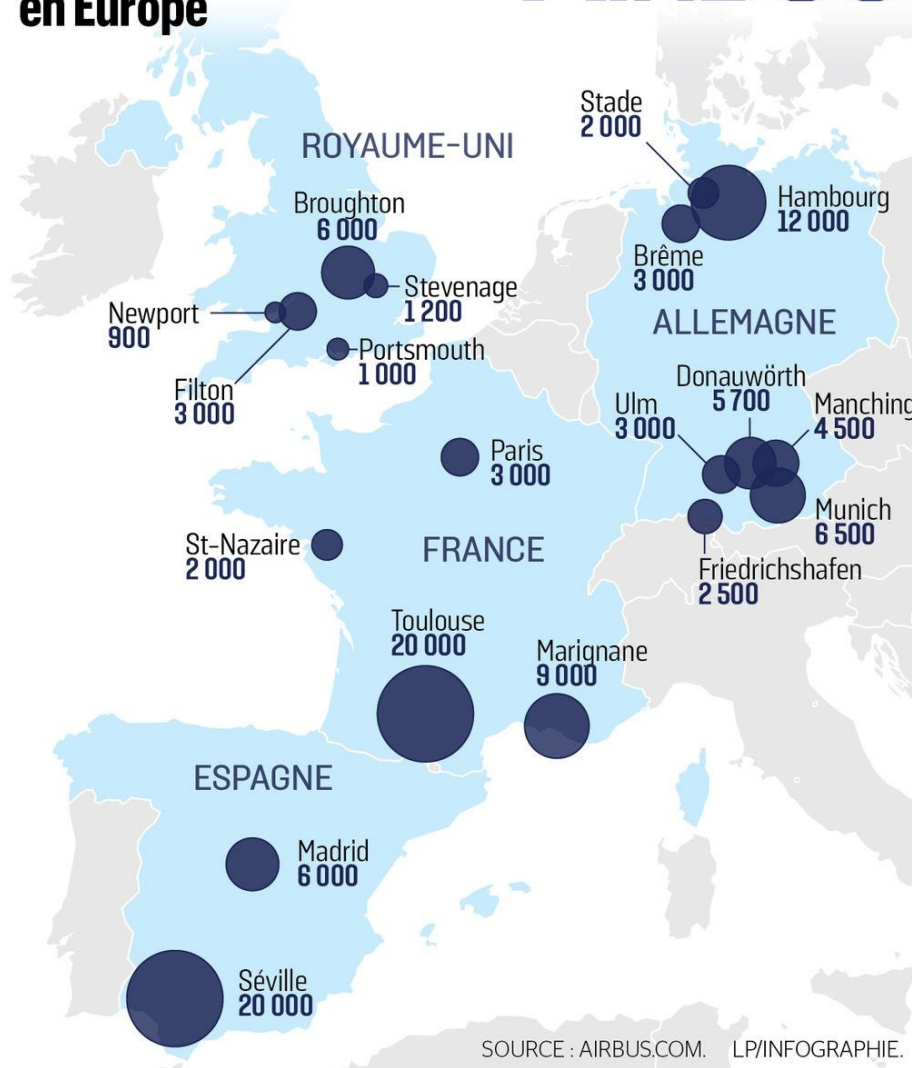 en Europe
Stade
2 000
ROYAUME-UNI
Hambourg
12 000
Broughton
6 000
Brême
3 000
Stevenage
1 200
Newport
900
ALLEMAGNE
Portsmouth
1 000
Filton
3 000
Donauwörth
5 700
Ulm
3 000
Manching
4 500
Paris
3 000
Munich
6 500
St-Nazaire
2 000
FRANCE
Friedrichshafen
2 500
Toulouse
20 000
Marignane
9 000
ESPAGNE
Madrid
6 000
Séville
20 000
SOURCE : AIRBUS.COM. LP/INFOGRAPHIE.